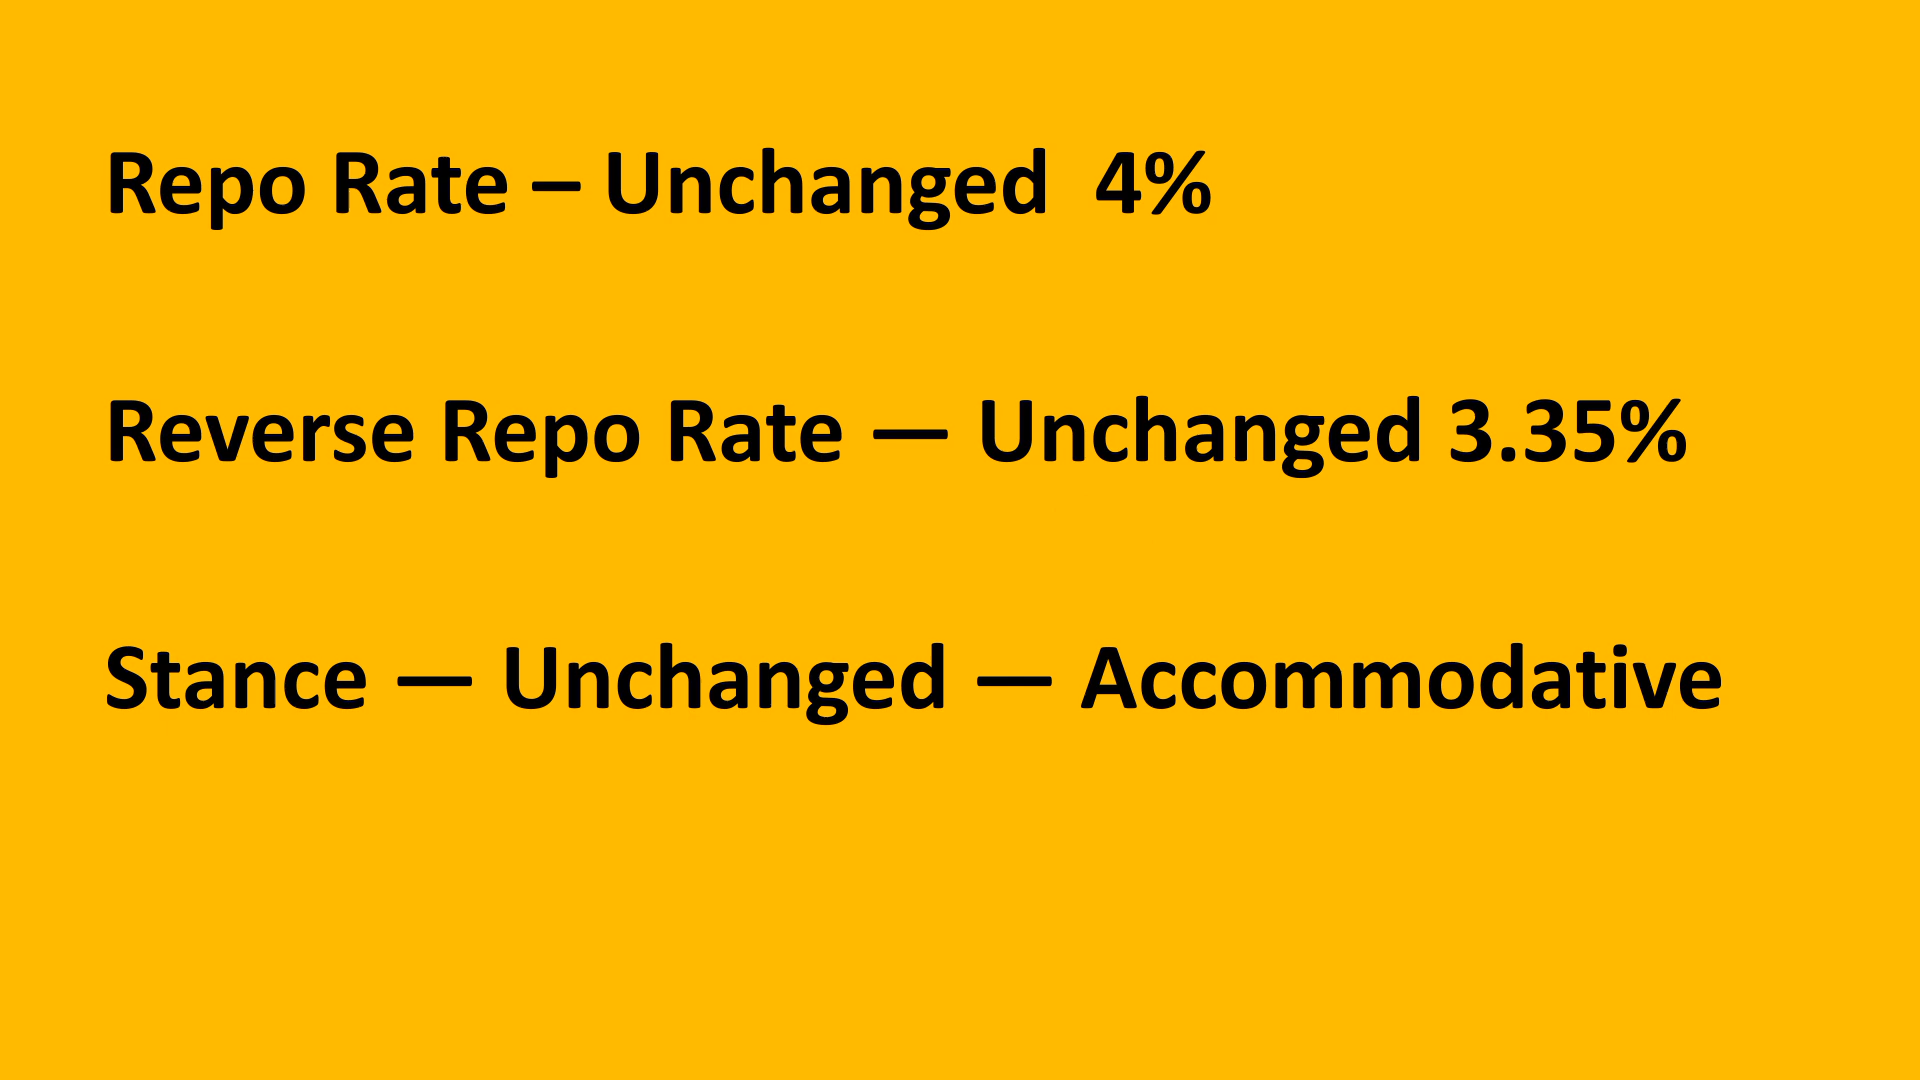 Repo Rate – Unchanged  4%
Reverse Repo Rate — Unchanged 3.35%
Stance — Unchanged — Accommodative